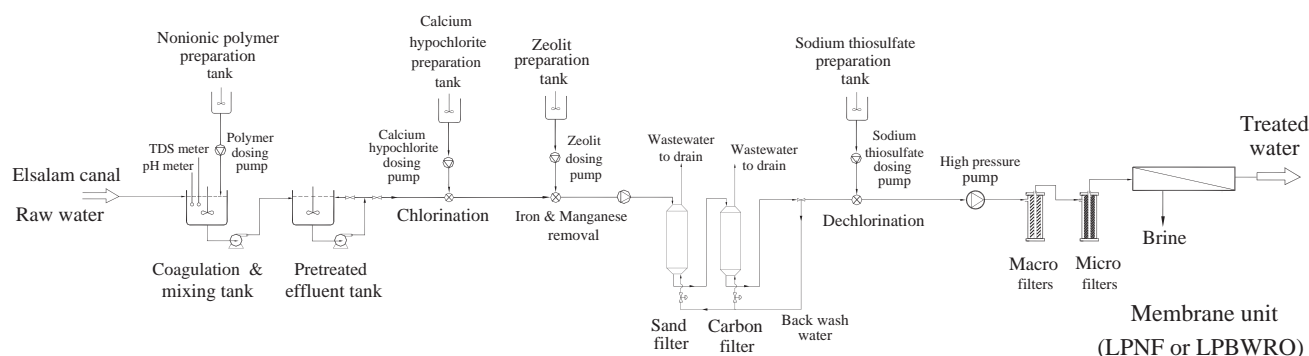 Nonionic polymer
preparation
tank
Calcium
hypochlorite
preparation
tank
Zeolit
preparation
tank
Sodium thiosulfate
preparation
tank
TDS meter
pH meter
Polymer
dosing
pump
Calcium
hypochlorite
dosing
pump
Zeolit
dosing
pump
Wastewater
to drain
Wastewater
to drain
Sodium
thiosulfate
dosing
pump
High pressure
pump
Treated
water
Elsalam canal
Raw water
Chlorination
Iron & Manganese
removal
Dechlorination
Brine
Coagulation &
mixing tank
Pretreated
effluent tank
Macro
filters
Micro
filters
Sand
filter
Carbon
filter
Back wash
water
Membrane unit
(LPNF or LPBWRO)